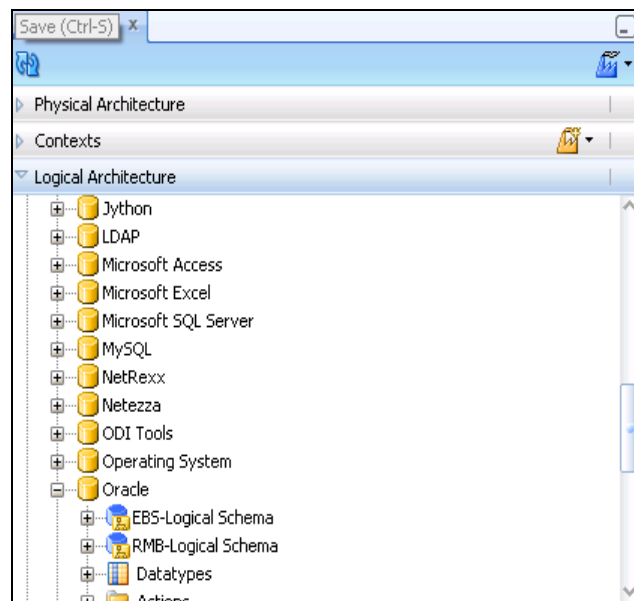 Save (Ctrl-S) x
Physical Architecture
Contexts
Logical Architecture
Jython
LDAP
Microsoft Access
Microsoft Excel
Microsoft SQL Server
MySQL
NetRexx
Netezza
ODI Tools
Operating System
Oracle
EBS-Logical Schema
RMB-Logical Schema
Datatypes
Actions